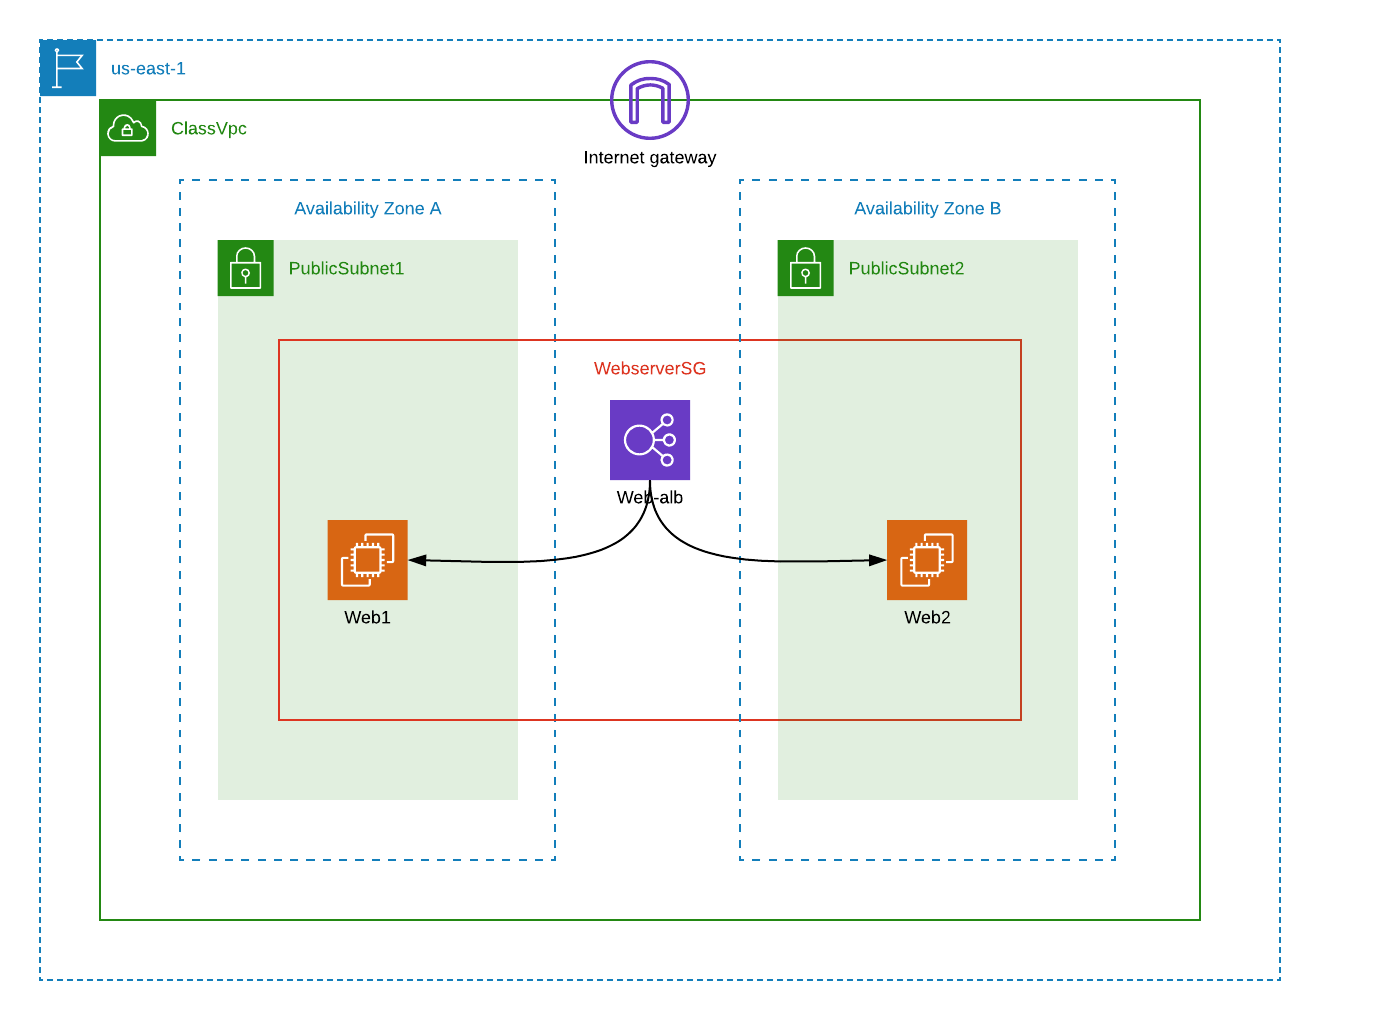 us-east-1
ClassVpc
Internet gateway
Availability Zone A
Availability Zone B
PublicSubnet1
PublicSubnet2
WebserverSG
Web-alb
Web1
Web2